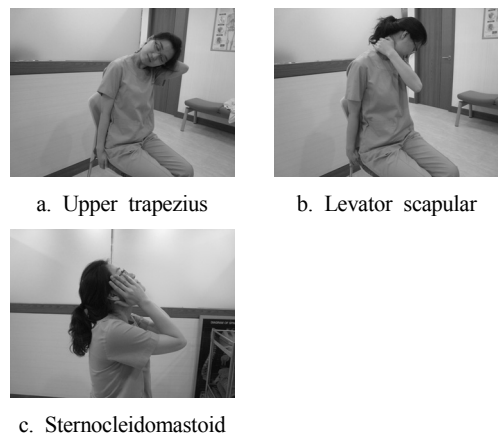 a. Upper trapezius
b. Levator scapular
c. Sternocleidomastoid